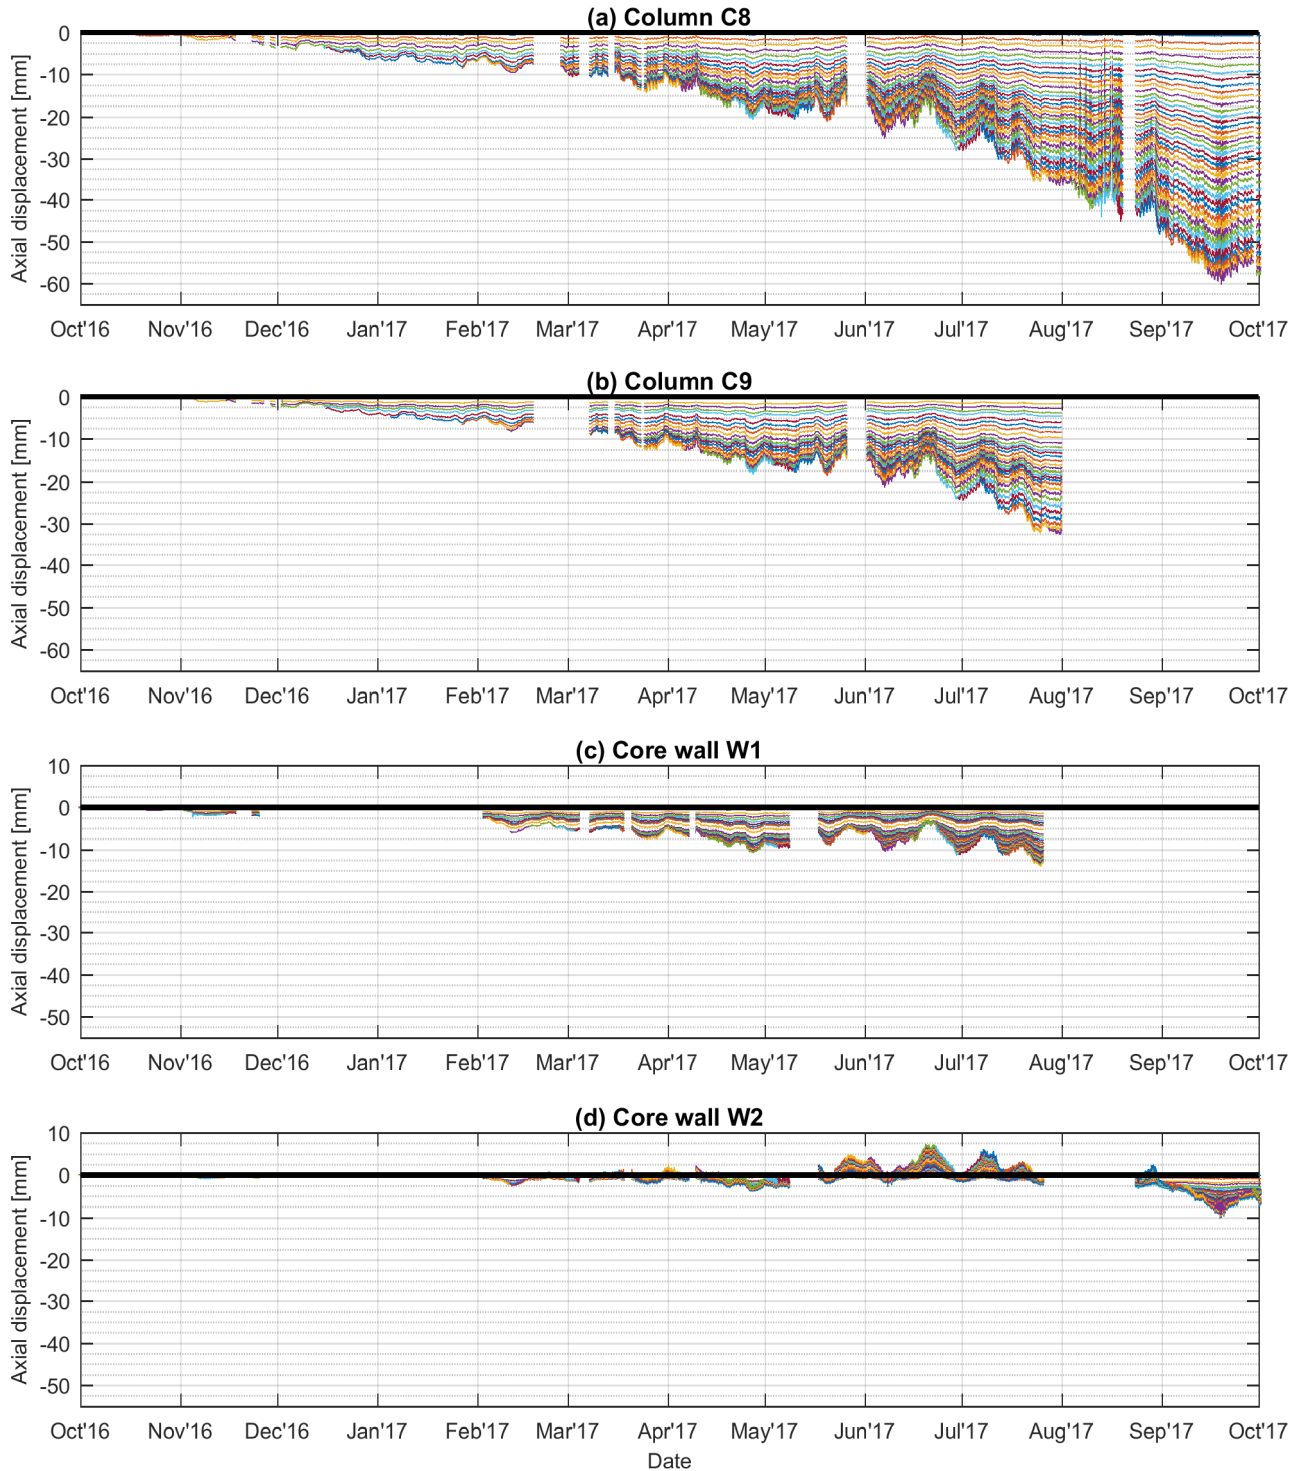 (a) Column C8
Axial displacement [mm]
0
-10
-20
-30
-40
-50
-60
Oct'16 Nov'16 Dec'16 Jan'17 Feb'17 Mar'17 Apr'17 May'17 Jun'17 Jul'17 Aug'17 Sep'17 Oct'17
(b) Column C9
Axial displacement [mm]
0
-10
-20
-30
-40
-50
-60
Oct'16 Nov'16 Dec'16 Jan'17 Feb'17 Mar'17 Apr'17 May'17 Jun'17 Jul'17 Aug'17 Sep'17 Oct'17
(c) Core wall W1
Axial displacement [mm]
10
0
-10
-20
-30
-40
-50
Oct'16 Nov'16 Dec'16 Jan'17 Feb'17 Mar'17 Apr'17 May'17 Jun'17 Jul'17 Aug'17 Sep'17 Oct'17
(d) Core wall W2
Axial displacement [mm]
10
0
-10
-20
-30
-40
-50
Oct'16 Nov'16 Dec'16 Jan'17 Feb'17 Mar'17 Apr'17 May'17 Jun'17 Jul'17 Aug'17 Sep'17 Oct'17
Date